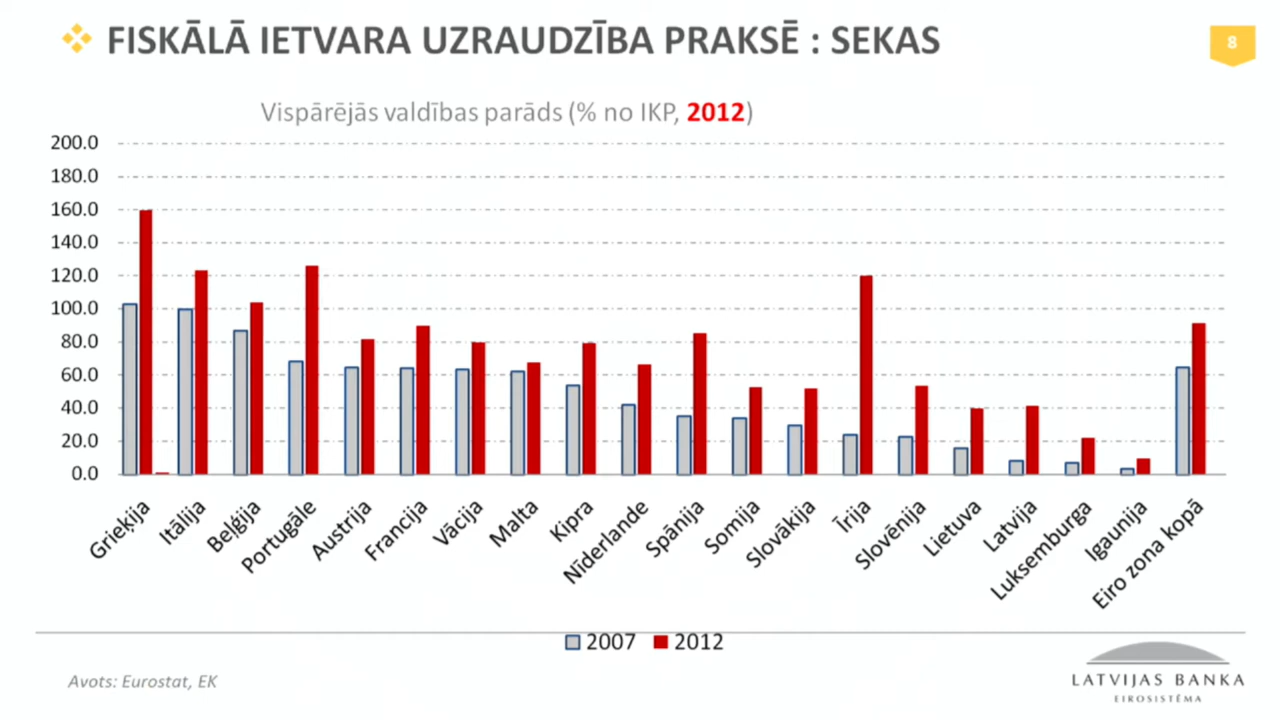 FISKĀLĀ IETVARA UZRAUDZĪBA PRAKSĒ : SEKAS
8
Vispārējās valdības parāds (% no IKP, 2012)
200.0
180.0
160.0
140.0
120.0
100.0
80.0
60.0
40.0
20.0
0.0
Grieķija
Itālija
Beļģija
Portugāle
Austrija
Francija
Vācija
Malta
Kipra
Nīderlande
Spānija
Somija
Slovākija
Īrija
Slovēnija
Lietuva
Latvija
Luksemburga
Igaunija
Eiro zona kopā
2007 2012
Avots: Eurostat, EK
LATVIJAS BANKA
EIROSISTĒMA